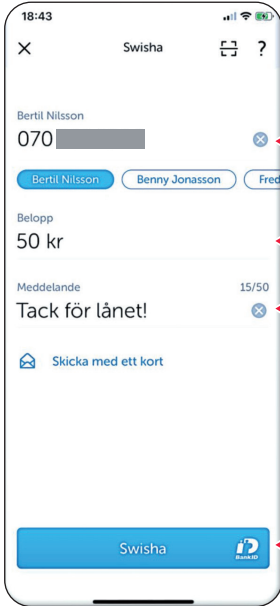 18:43
Swisha ?
Bertil Nilsson
070
Bertil Nilsson Benny Jonasson Fred
Belopp
50 kr
Meddelande 15/50
Tack för lånet!
Skicka med ett kort
Swisha BankID